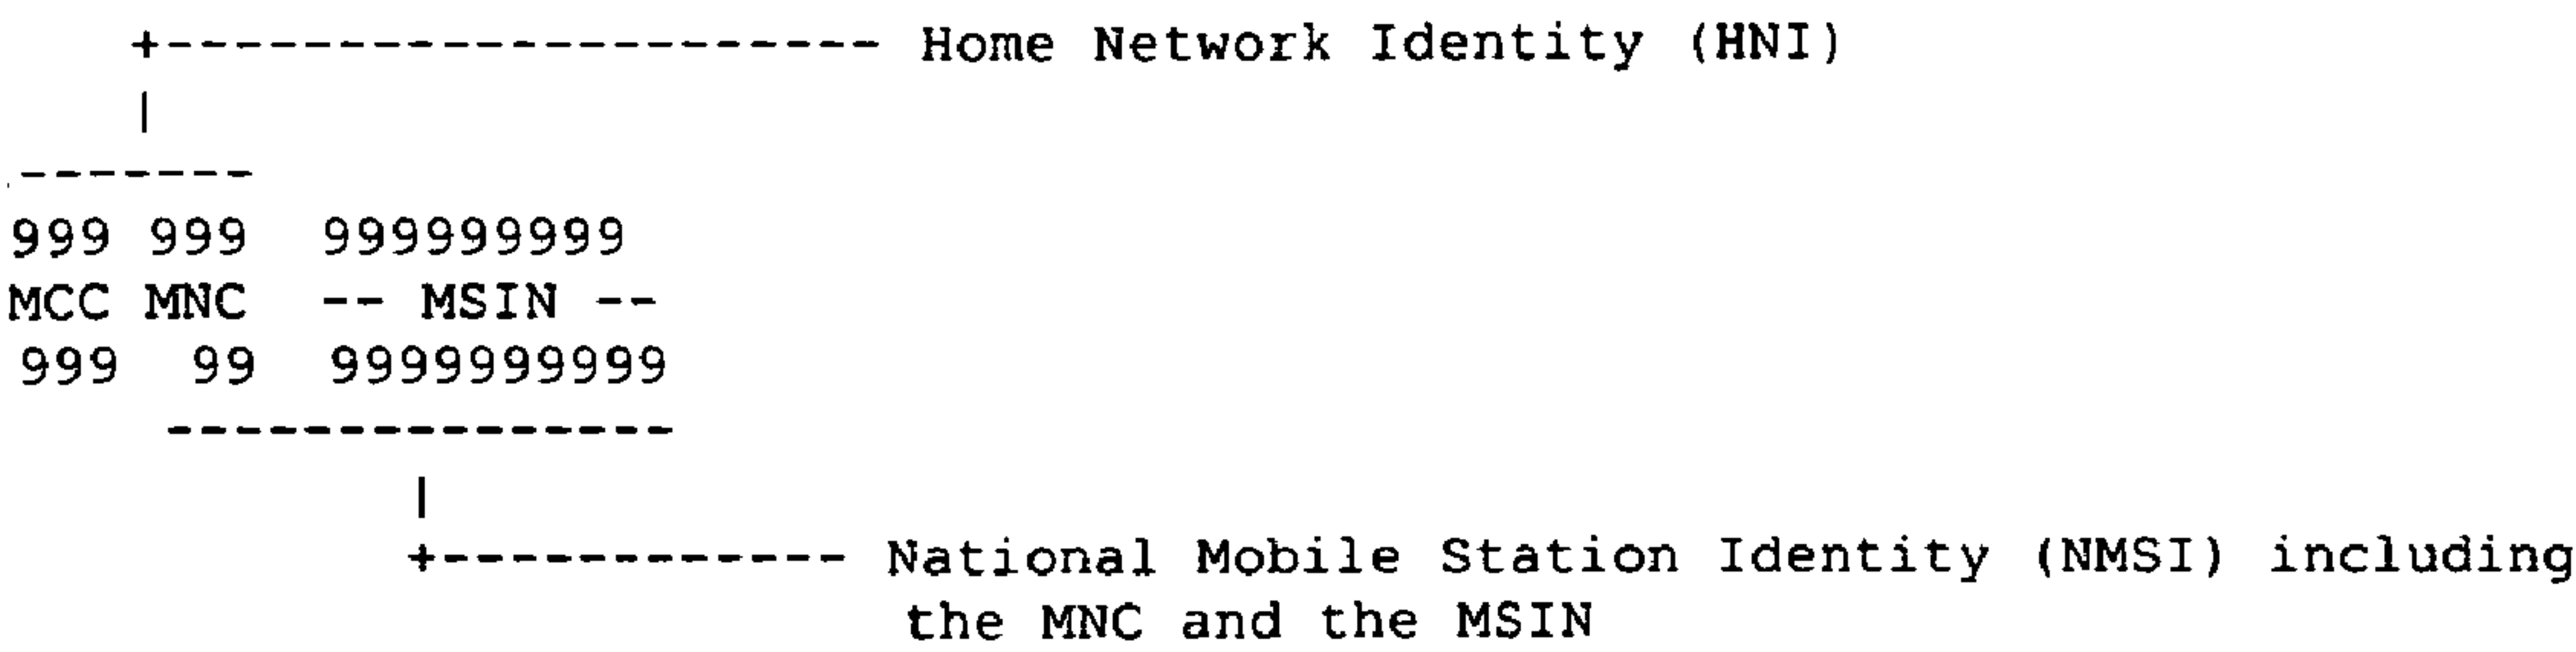 +--------------------- Home Network Identity (HNI)
|
-------
999 999 999999999
MCC MNC -- MSIN --
999 99 9999999999
---------------
|
+------------ National Mobile Station Identity (NMSI) including
the MNC and the MSIN